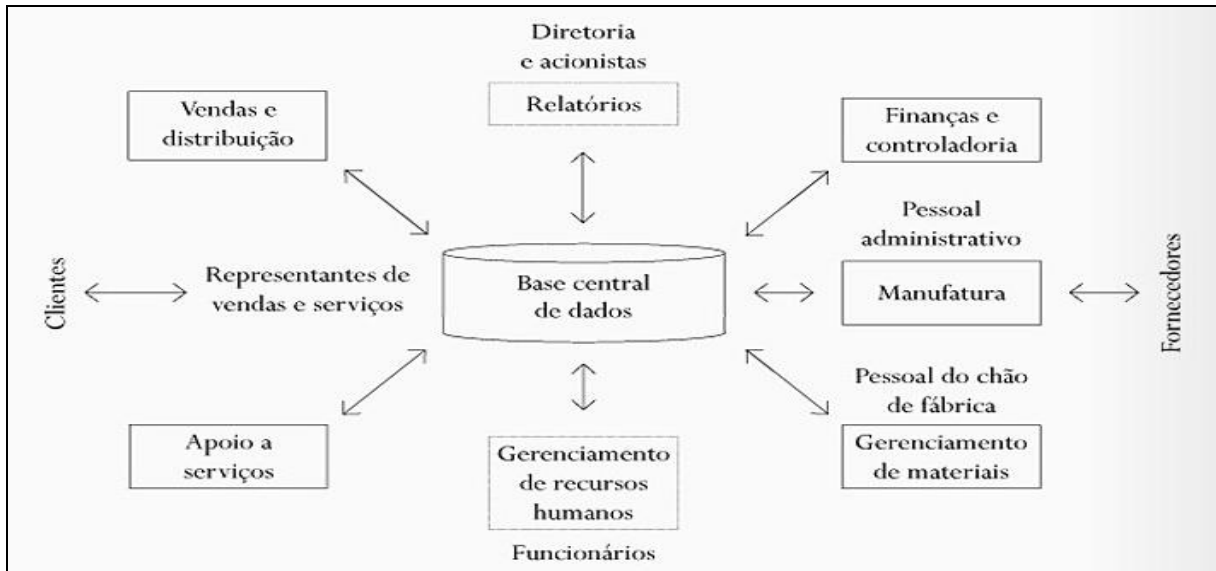 Diretoria
e acionistas
Relatórios
Vendas e
distribuição
Finanças e
controladoria
Pessoal
administrativo
Clientes
Representantes de
vendas e serviços
Base central
de dados
Manufatura
Fornecedores
Pessoal do chão
de fábrica
Apoio a
serviços
Gerenciamento
de recursos
humanos
Gerenciamento
de materiais
Funcionários